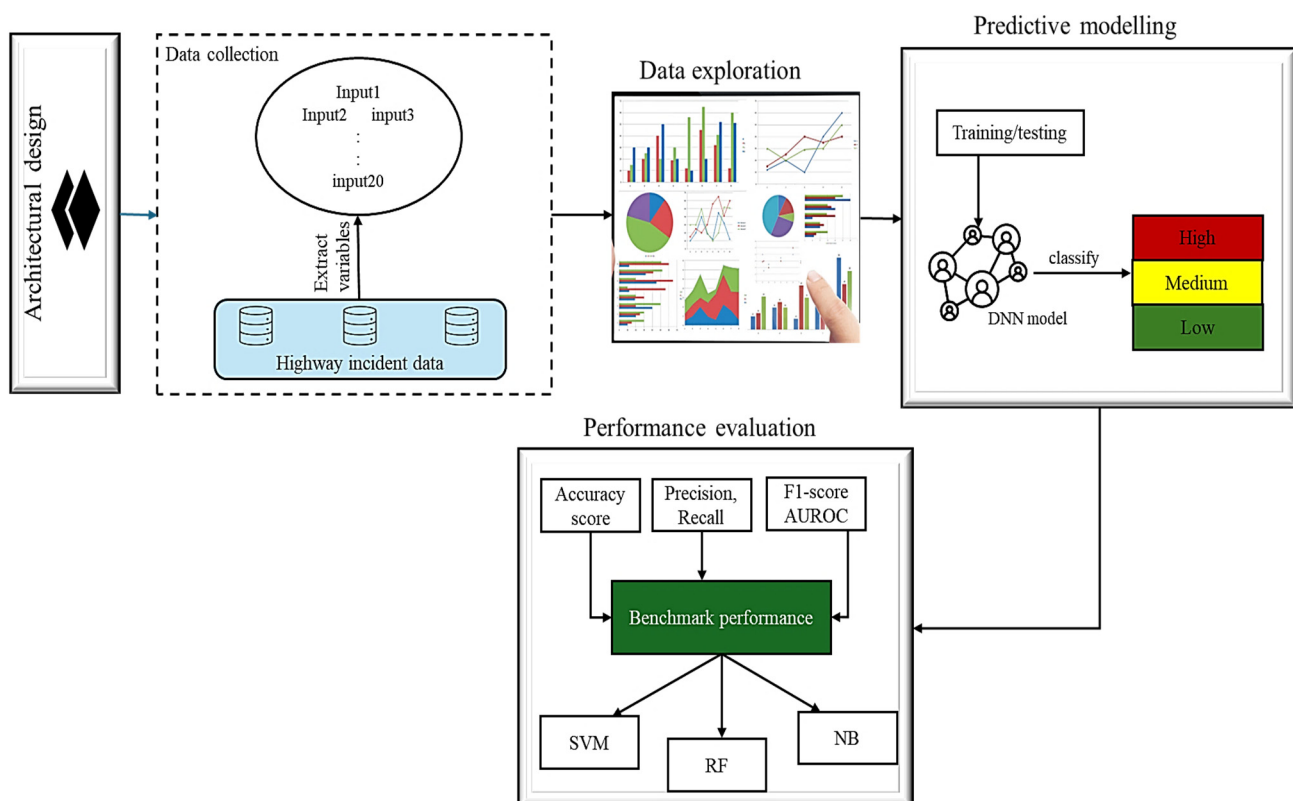 Architectural design
Data collection
Input1
Input2 input3
:
:
input20
Extract
variables
Highway incident data
Data exploration
Predictive modelling
Training/testing
DNN model
classify
High
Medium
Low
Performance evaluation
Accuracy
score
Precision,
Recall
F1-score
AUROC
Benchmark performance
SVM
RF
NB